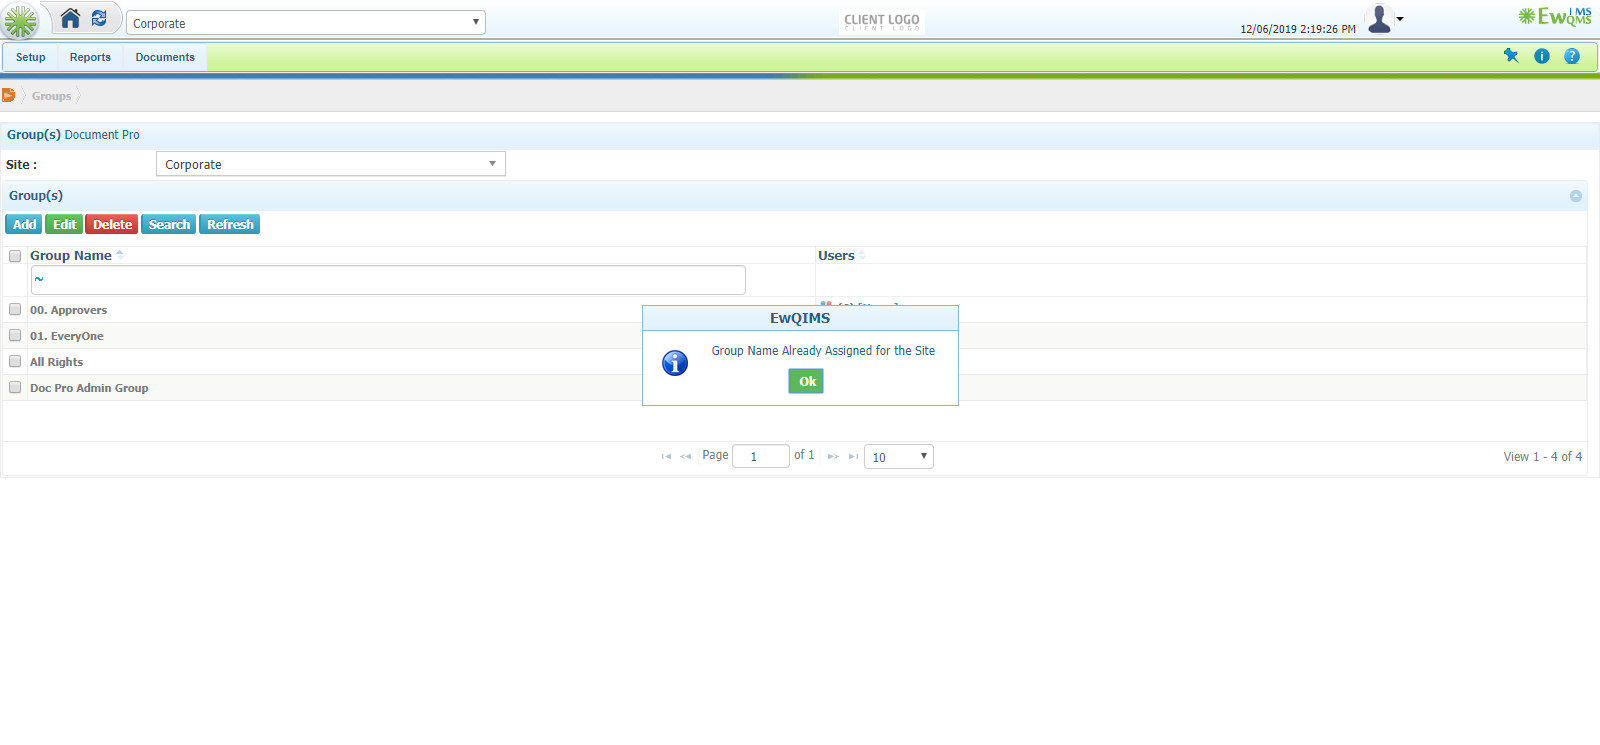 Corporate
CLIENT LOGO
CLIENT LOGO
12/06/2019 2:19:26 PM
EwQIMS
QMS
Setup Reports Documents
Groups
Group(s) Document Pro
Site : Corporate
Group(s)
Add Edit Delete Search Refresh
Group Name Users
~
00. Approvers
01. EveryOne
All Rights
Doc Pro Admin Group
EwQIMS
Group Name Already Assigned for the Site
Ok
Page 1 of 1 10 View 1 - 4 of 4